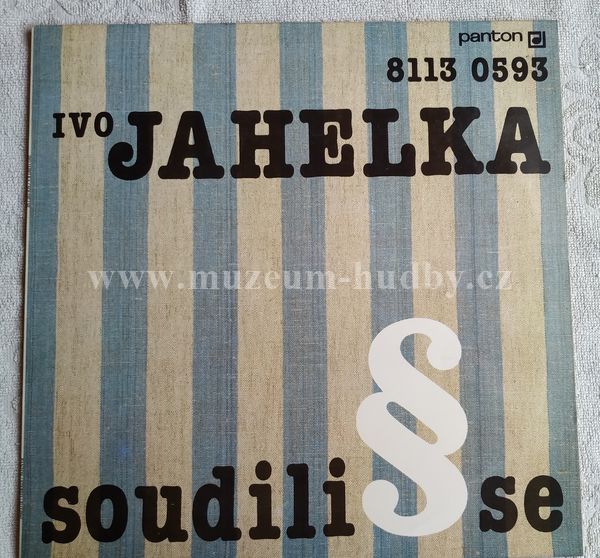 panton
8113 0593
IVO JAHELKA
www.muzeum-hudby.cz
soudili § se